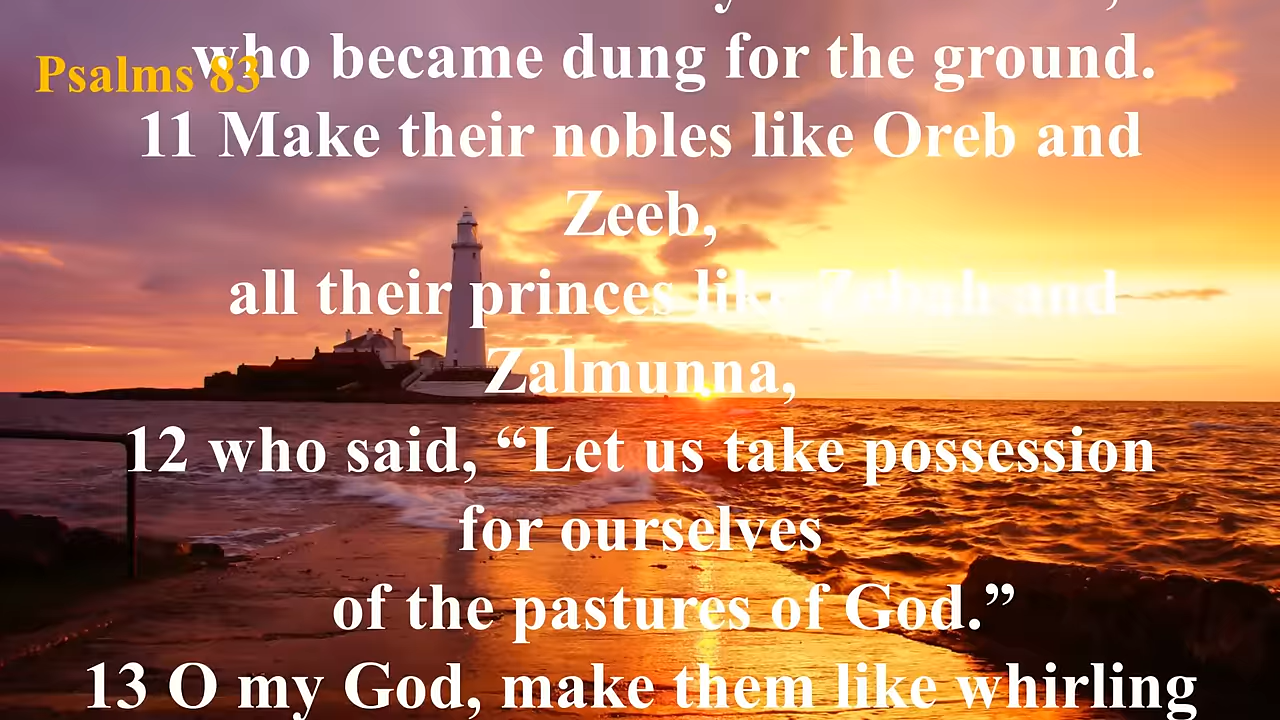 Psalms 83
who became dung for the ground.
11 Make their nobles like Oreb and
Zeeb,
all their princes like Zebah and
Zalmunna,
12 who said, “Let us take possession
for ourselves
of the pastures of God.”
13 O my God, make them like whirling